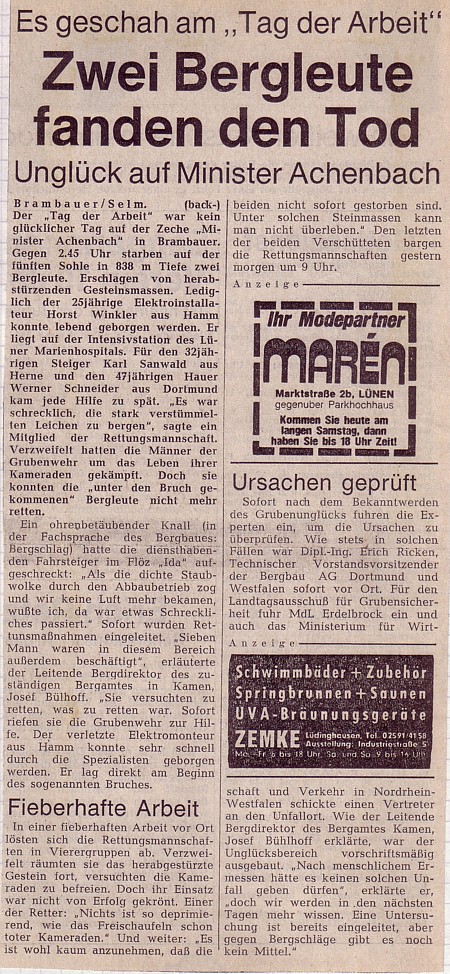 Es geschah am „Tag der Arbeit“
Zwei Bergleute
fanden den Tod
Unglück auf Minister Achenbach
Brambauer/Selm. (back-)
Der „Tag der Arbeit“ war kein
glücklicher Tag auf der Zeche „Mi-
nister Achenbach“ in Brambauer.
Gegen 2.45 Uhr starben auf der
fünften Sohle in 838 m Tiefe zwei
Bergleute. Erschlagen von herab-
stürzenden Gesteinsmassen. Ledig-
lich der 25jährige Elektroinstalla-
teur Horst Winkler aus Hamm
konnte lebend geborgen werden. Er
liegt auf der Intensivstation des Lü-
ner Marienhospitals. Für den 32jäh-
rigen Steiger Karl Sanwald aus
Herne und den 47jährigen Hauer
Werner Schneider aus Dortmund
kam jede Hilfe zu spät. „Es war
schrecklich, die stark verstümmel-
ten Leichen zu bergen“, sagte ein
Mitglied der Rettungsmannschaft.
Verzweifelt hatten die Männer der
Grubenwehr um das Leben ihrer
Kameraden gekämpft. Doch sie
konnten die „unter den Bruch ge-
kommenen“ Bergleute nicht mehr
retten.
Ein ohrenbetäubender Knall (in
der Fachsprache des Bergbaues:
Bergschlag) hatte die diensthaben-
den Fahrsteiger im Flöz „Ida“ auf-
geschreckt: „Als die dichte Staub-
wolke durch den Abbaubetrieb zog
und wir keine Luft mehr bekamen,
wußte ich, da war etwas Schreckli-
ches passiert.“ Sofort wurden Ret-
tungsmaßnahmen eingeleitet. „Sieben
Mann waren in diesem Bereich
außerdem beschäftigt“, erläuterte
der Leitende Bergdirektor des zu-
ständigen Bergamtes in Kamen,
Josef Bülhoff. „Sie versuchten zu
retten, was zu retten war. Sofort
riefen sie die Grubenwehr zur Hil-
fe. Der verletzte Elektromonteur
aus Hamm konnte sehr schnell
durch die Spezialisten geborgen
werden. Er lag direkt am Beginn
des sogenannten Bruches.
Fieberhafte Arbeit
In einer fieberhaften Arbeit vor Ort
lösten sich die Rettungsmannschaf-
ten in Vierergruppen ab. Verzwei-
felt räumten sie das herabgestürzte
Gestein fort, versuchten die Kame-
raden zu befreien. Doch ihr Einsatz
war nicht von Erfolg gekrönt. Einer
der Retter: „Nichts ist so deprimie-
rend, wie das Freischaufeln schon
toter Kameraden.“ Und weiter: „Es
ist wohl kaum anzunehmen, daß die
beiden nicht sofort gestorben sind.
Unter solchen Steinmassen kann
man nicht überleben.“ Den letzten
der beiden Verschütteten bargen
die Rettungsmannschaften gestern
morgen um 9 Uhr.
Anzeige
Ihr Modepartner
MARÉN
Marktstraße 2b, LÜNEN
gegenüber Parkhochhaus
Kommen Sie heute am
langen Samstag, dann
haben Sie bis 18 Uhr Zeit!
Ursachen geprüft
Sofort nach dem Bekanntwerden
des Grubenunglücks fuhren die Ex-
perten ein, um die Ursachen zu
überprüfen. Wie stets in solchen
Fällen war Dipl.-Ing. Erich Ricken,
Technischer Vorstandsvorsitzender
der Bergbau AG Dortmund und
Westfalen sofort vor Ort. Für den
Landtagsausschuß für Grubensicher-
heit fuhr MdL Erdelbrock ein und
auch das Ministerium für Wirt-
Anzeige
Schwimmbäder + Zubehör
Springbrunnen + Saunen
UVA-Bräunungsgeräte
ZEMKE Lüdinghausen, Tel. 02591/4158
Ausstellung: Industriestraße 5
Mo.-Fr. 8 bis 18 Uhr, Sa. und So. 9 bis 14 Uhr
schaft und Verkehr in Nordrhein-
Westfalen schickte einen Vertreter
an den Unfallort. Wie der Leitende
Bergdirektor des Bergamtes Kamen,
Josef Bühlhoff erklärte, war der
Unglücksbereich vorschriftsmäßig
ausgebaut. „Nach menschlichem Er-
messen hätte es keinen solchen Un-
fall geben dürfen“, erklärte er,
„doch wir werden in den nächsten
Tagen mehr wissen. Eine Untersu-
chung ist bereits eingeleitet, aber
gegen Bergschläge gibt es noch
kein Mittel.“